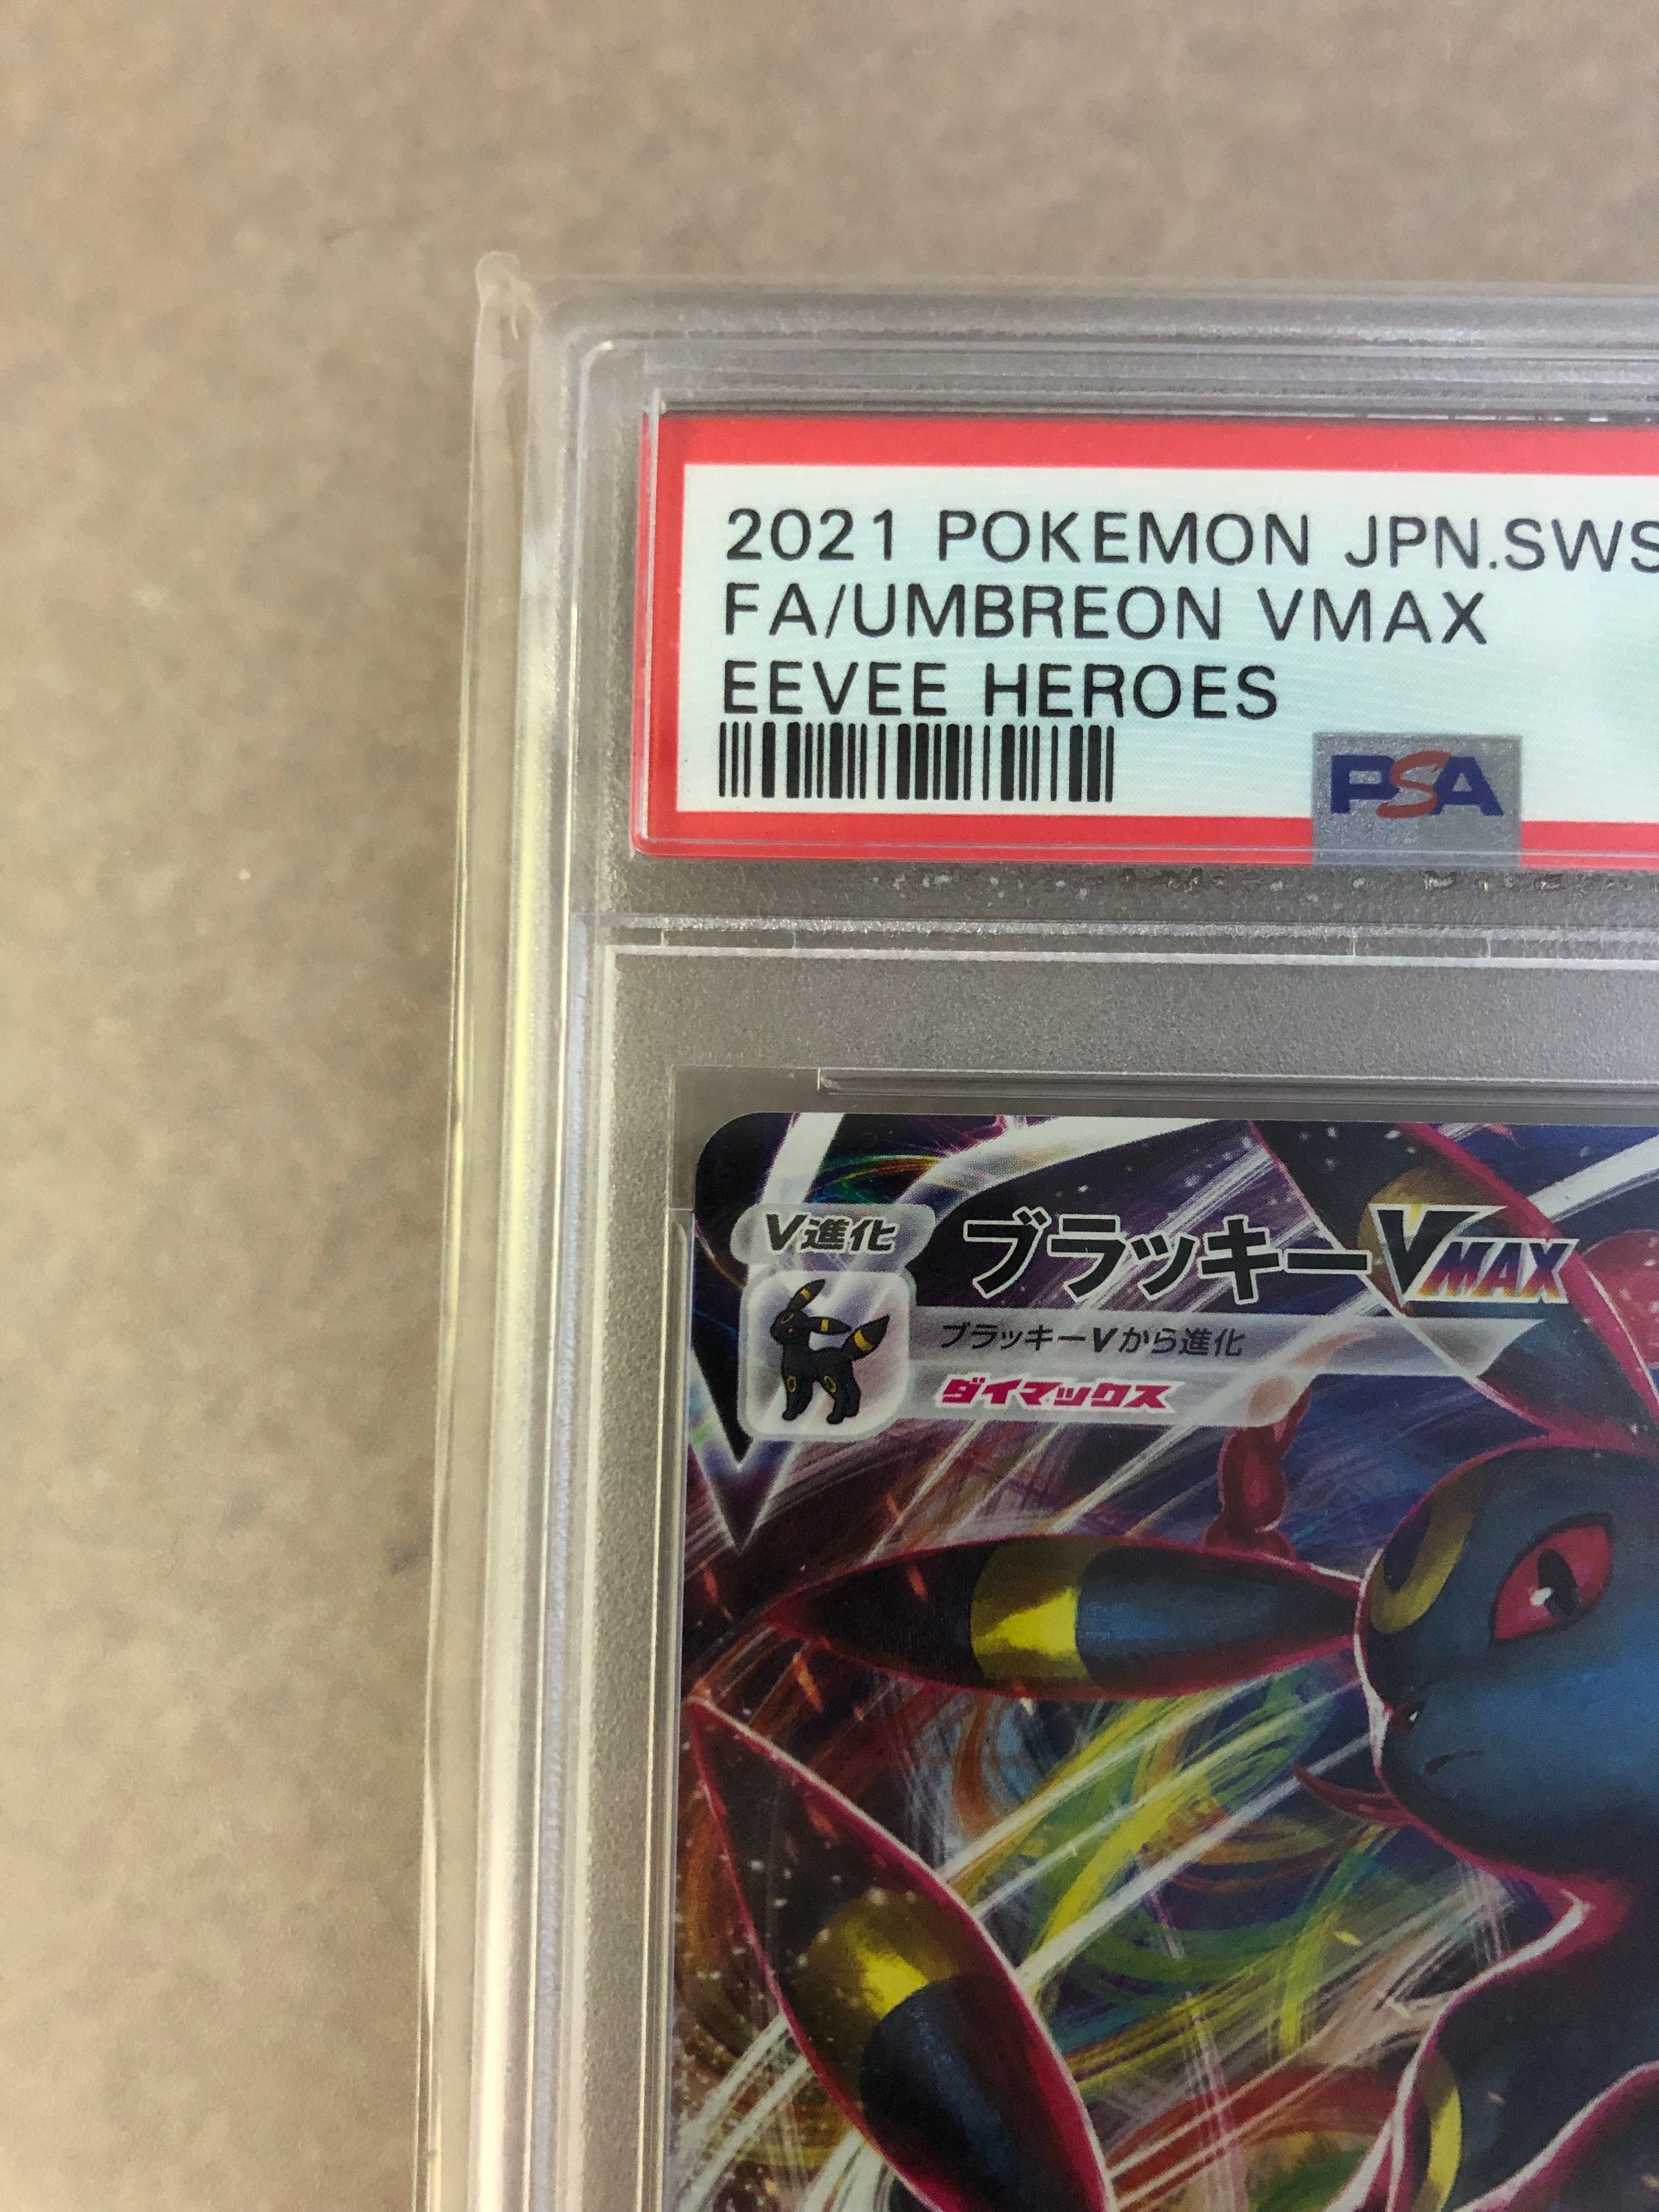 2021 POKEMON JPN.SWS
FA/UMBREON VMAX
EEVEE HEROES
PSA
V進化
ブラッキーVMAX
ブラッキーVから進化
ダイマックス